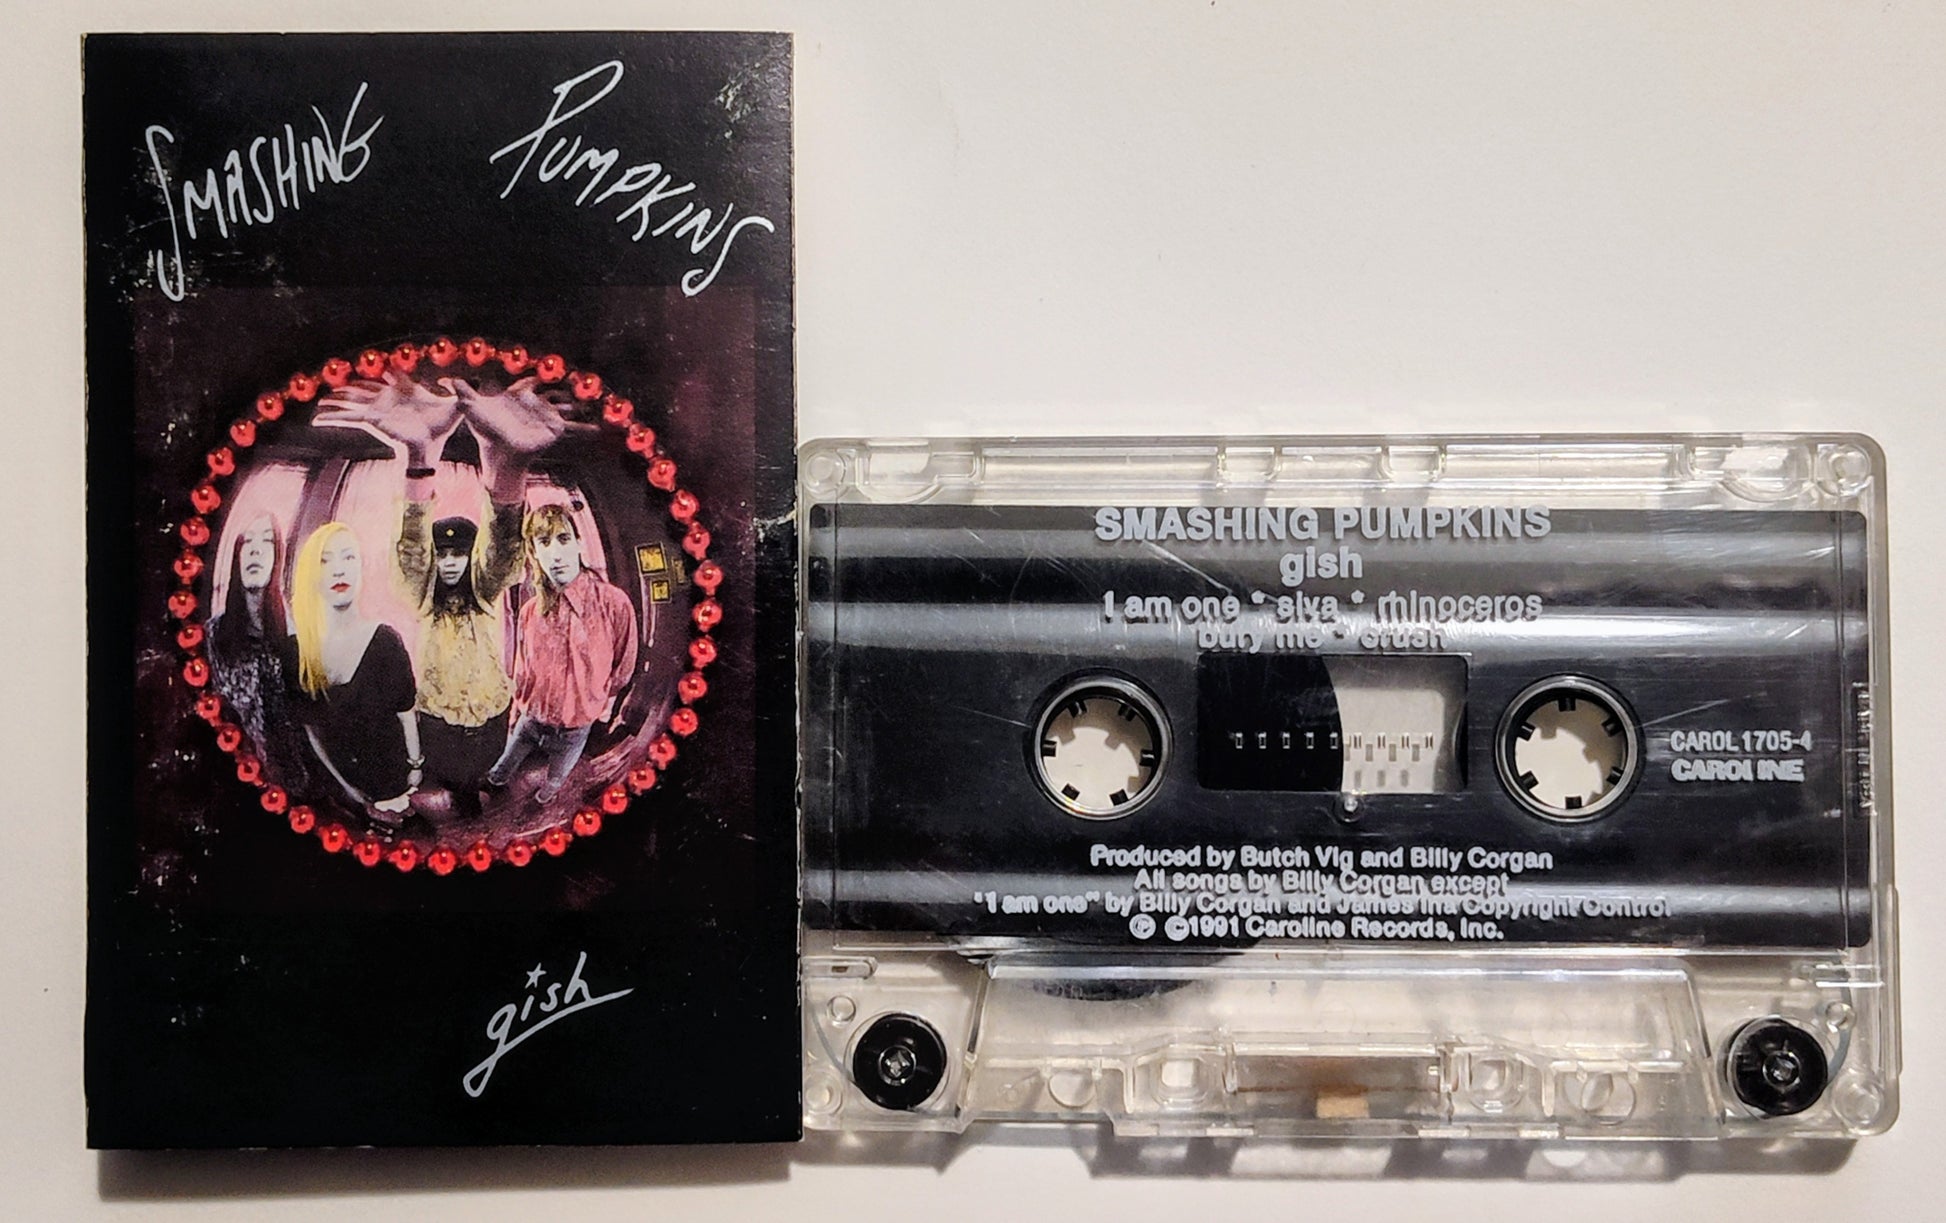 SMASHING PUMPKINS
gish
SMASHING PUMPKINS
gish
I am one * siva * rhinoceros
bury me * crush
CAROL 1705-4
CAROLINE
Produced by Butch Vig and Billy Corgan
All songs by Billy Corgan except
"I am one" by Billy Corgan and James Iha Copyright Control
Ⓟ ©1991 Caroline Records, Inc.